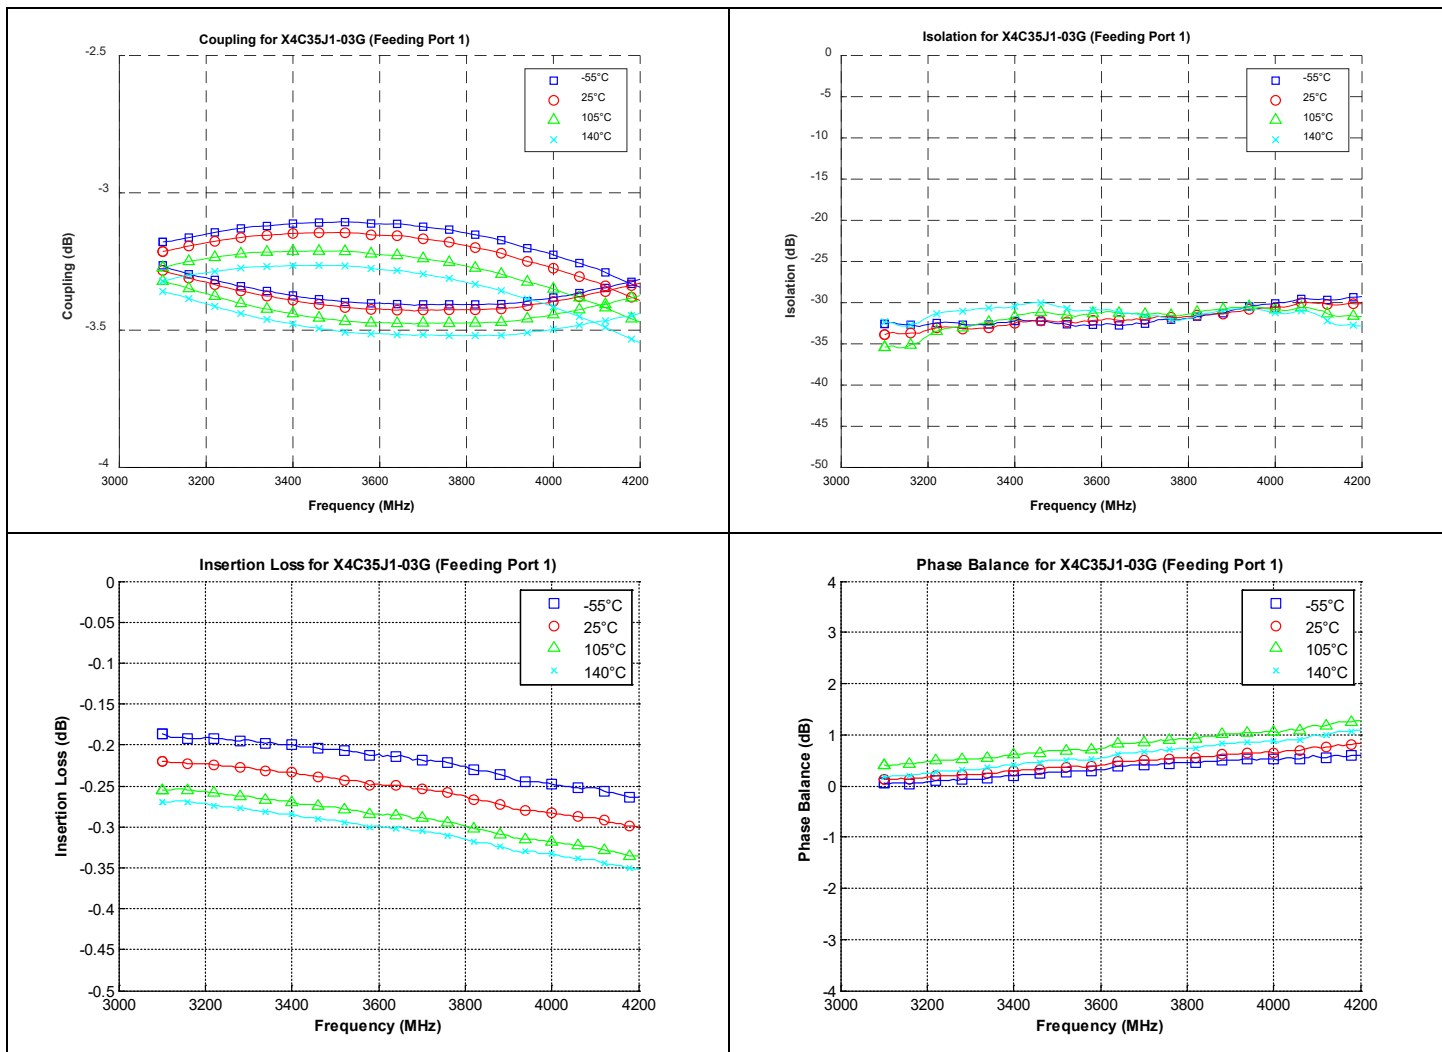 Coupling for X4C35J1-03G (Feeding Port 1)
-2.5
-3
-3.5
-4
Coupling (dB)
-55°C
25°C
105°C
140°C
3000 3200 3400 3600 3800 4000 4200
Frequency (MHz)
Isolation for X4C35J1-03G (Feeding Port 1)
0
-5
-10
-15
-20
-25
-30
-35
-40
-45
-50
Isolation (dB)
-55°C
25°C
105°C
140°C
3000 3200 3400 3600 3800 4000 4200
Frequency (MHz)
Insertion Loss for X4C35J1-03G (Feeding Port 1)
0
-0.05
-0.1
-0.15
-0.2
-0.25
-0.3
-0.35
-0.4
-0.45
-0.5
Insertion Loss (dB)
-55°C
25°C
105°C
140°C
3000 3200 3400 3600 3800 4000 4200
Frequency (MHz)
Phase Balance for X4C35J1-03G (Feeding Port 1)
4
3
2
1
0
-1
-2
-3
-4
Phase Balance (dB)
-55°C
25°C
105°C
140°C
3000 3200 3400 3600 3800 4000 4200
Frequency (MHz)